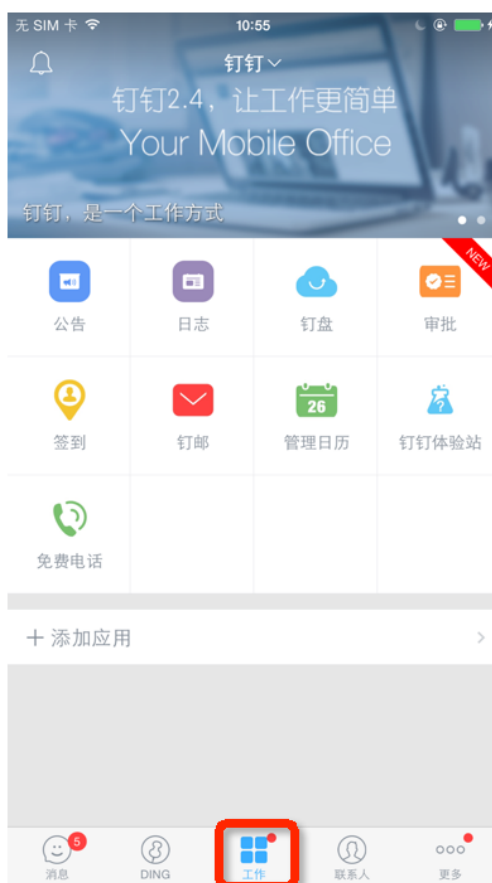 无 SIM 卡 10:55
钉钉
钉钉2.4，让工作更简单
Your Mobile Office
钉钉，是一个工作方式
NEW
公告 日志 钉盘 审批
26
签到 钉邮 管理日历 钉钉体验站
免费电话
添加应用
5
消息 DING 工作 联系人 更多